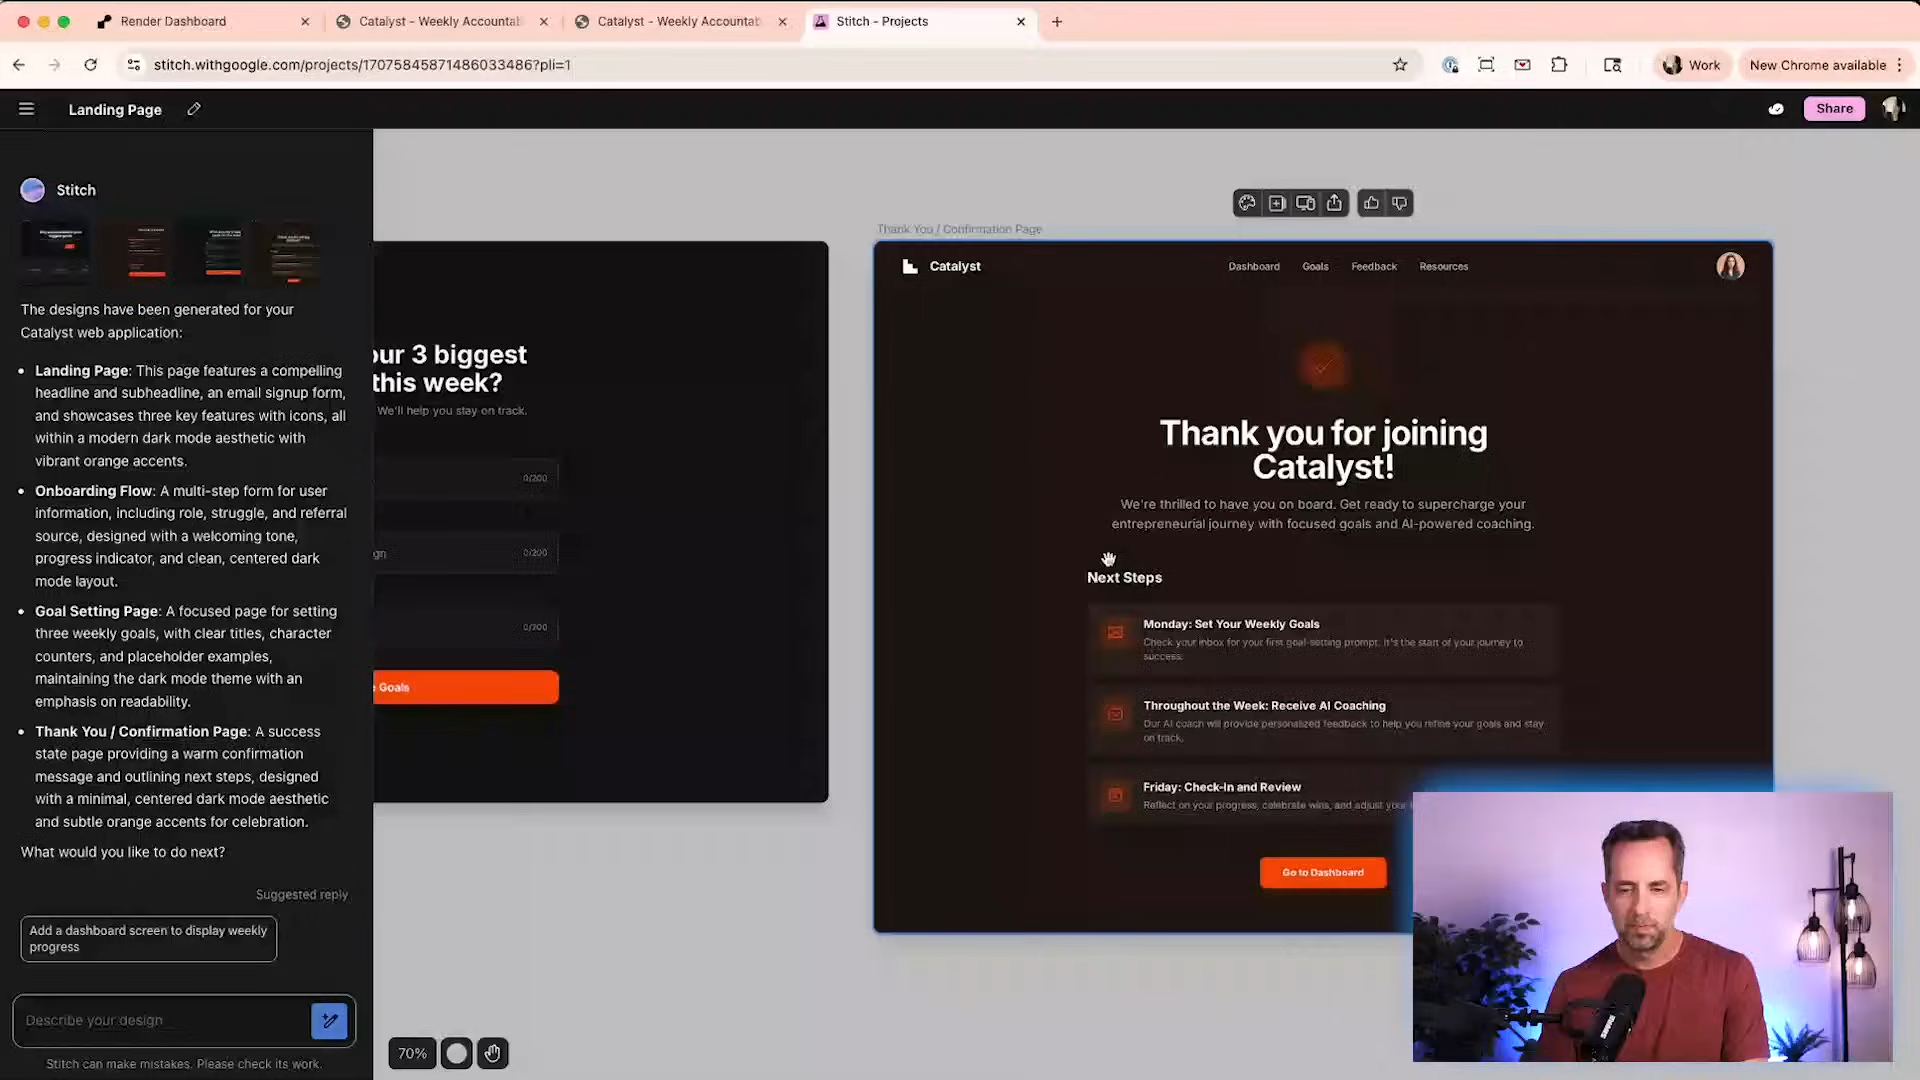 Render Dashboard
Catalyst - Weekly Accountab
Catalyst - Weekly Accountab
Stitch - Projects
stitch.withgoogle.com/projects/17075845871486033486?pli=1
Work
New Chrome available
Landing Page
Share
Stitch
The designs have been generated for your
Catalyst web application:
Landing Page: This page features a compelling
headline and subheadline, an email signup form,
and showcases three key features with icons, all
within a modern dark mode aesthetic with
vibrant orange accents.
Onboarding Flow: A multi-step form for user
information, including role, struggle, and referral
source, designed with a welcoming tone,
progress indicator, and clean, centered dark
mode layout.
Goal Setting Page: A focused page for setting
three weekly goals, with clear titles, character
counters, and placeholder examples,
maintaining the dark mode theme with an
emphasis on readability.
Thank You / Confirmation Page: A success
state page providing a warm confirmation
message and outlining next steps, designed
with a minimal, centered dark mode aesthetic
and subtle orange accents for celebration.
What would you like to do next?
Suggested reply
Add a dashboard screen to display weekly
progress
Describe your design
Stitch can make mistakes. Please check its work.
our 3 biggest
this week?
We'll help you stay on track.
0/200
gn
0/200
0/200
Goals
70%
Thank You / Confirmation Page
Catalyst
Dashboard
Goals
Feedback
Resources
Thank you for joining
Catalyst!
We're thrilled to have you on board. Get ready to supercharge your
entrepreneurial journey with focused goals and AI-powered coaching.
Next Steps
Monday: Set Your Weekly Goals
Check your inbox for your first goal-setting prompt. It's the start of your journey to
success.
Throughout the Week: Receive AI Coaching
Our AI coach will provide personalized feedback to help you refine your goals and stay
on track.
Friday: Check-In and Review
Reflect on your progress, celebrate wins, and adjust your
Go to Dashboard